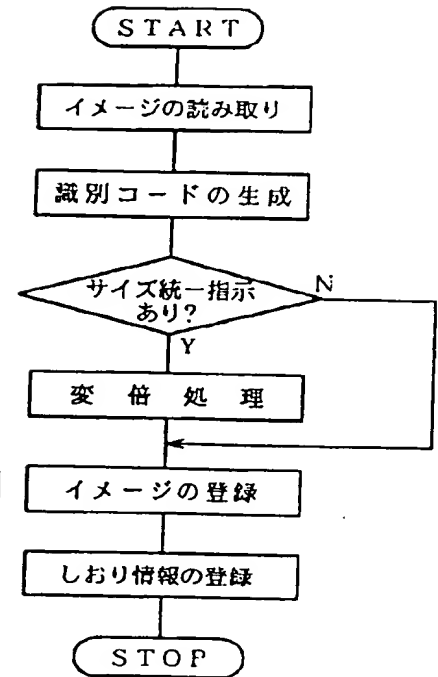 START
イメージの読み取り
識別コードの生成
サイズ統一指示
あり?
N
Y
変倍処理
イメージの登録
しおり情報の登録
STOP